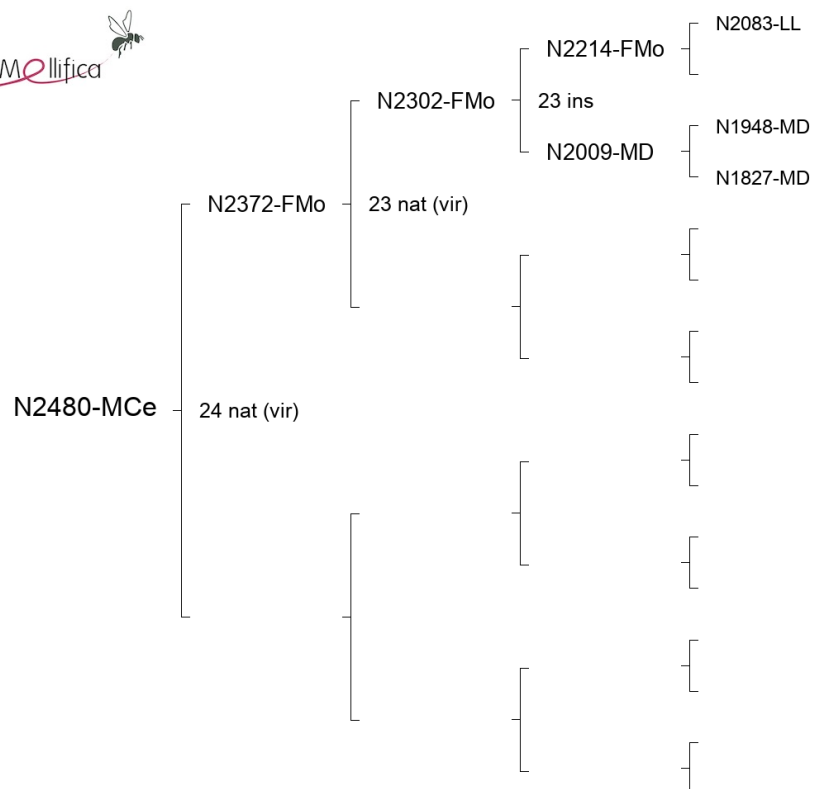 Mellifica
N2083-LL
N2214-FMo
N2302-FMo
23 ins
N1948-MD
N2009-MD
N1827-MD
N2372-FMo
23 nat (vir)
N2480-MCe
24 nat (vir)